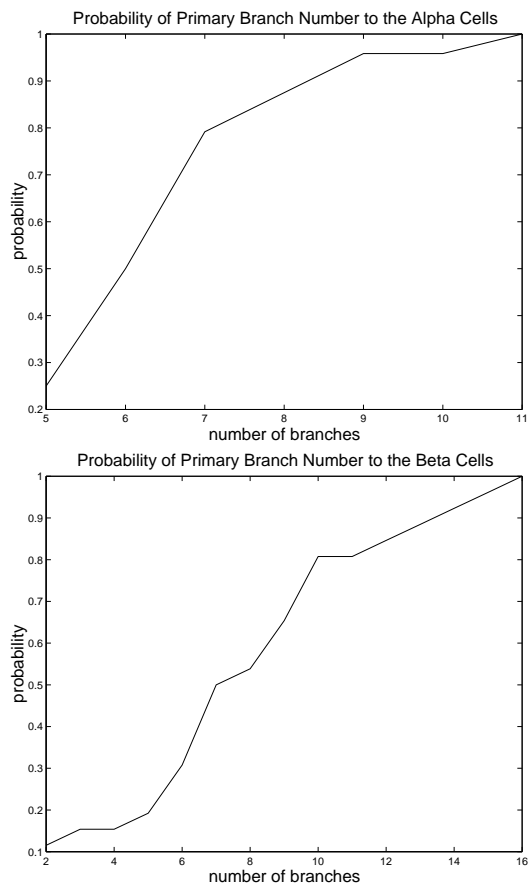 Probability of Primary Branch Number to the Alpha Cells
1
0.9
0.8
0.7
0.6
0.5
0.4
0.3
0.2
probability
5 6 7 8 9 10 11
number of branches
Probability of Primary Branch Number to the Beta Cells
1
0.9
0.8
0.7
0.6
0.5
0.4
0.3
0.2
0.1
probability
2 4 6 8 10 12 14 16
number of branches